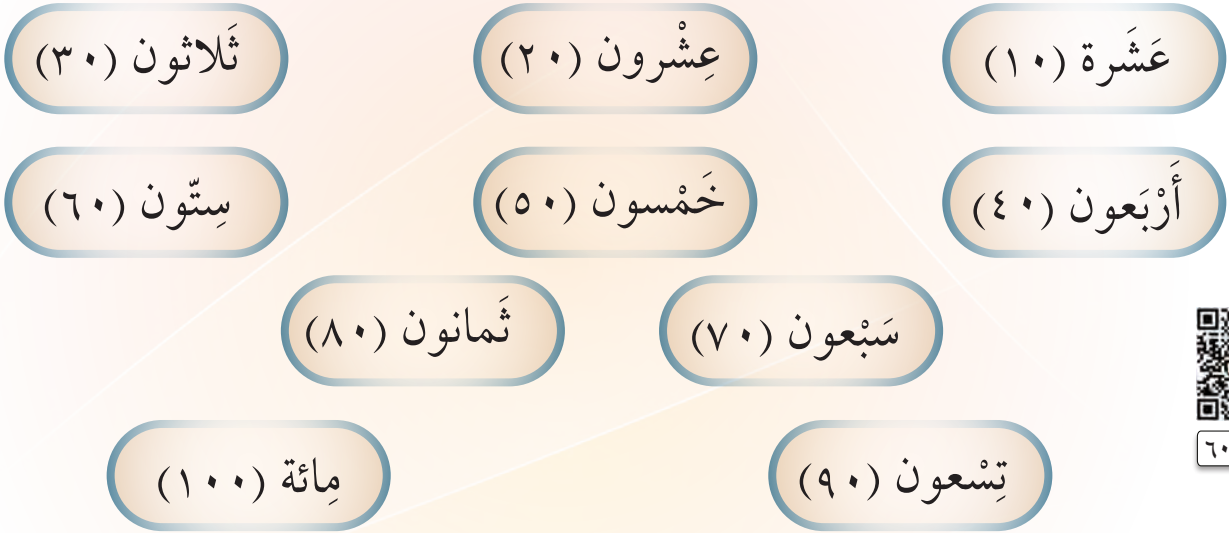 عَشَرة (١٠)
عِشْرون (٢٠)
ثَلاثون (٣٠)
أَرْبَعون (٤٠)
خَمْسون (٥٠)
سِتّون (٦٠)
سَبْعون (٧٠)
ثَمانون (٨٠)
تِسْعون (٩٠)
مِائة (١٠٠)
٦٠